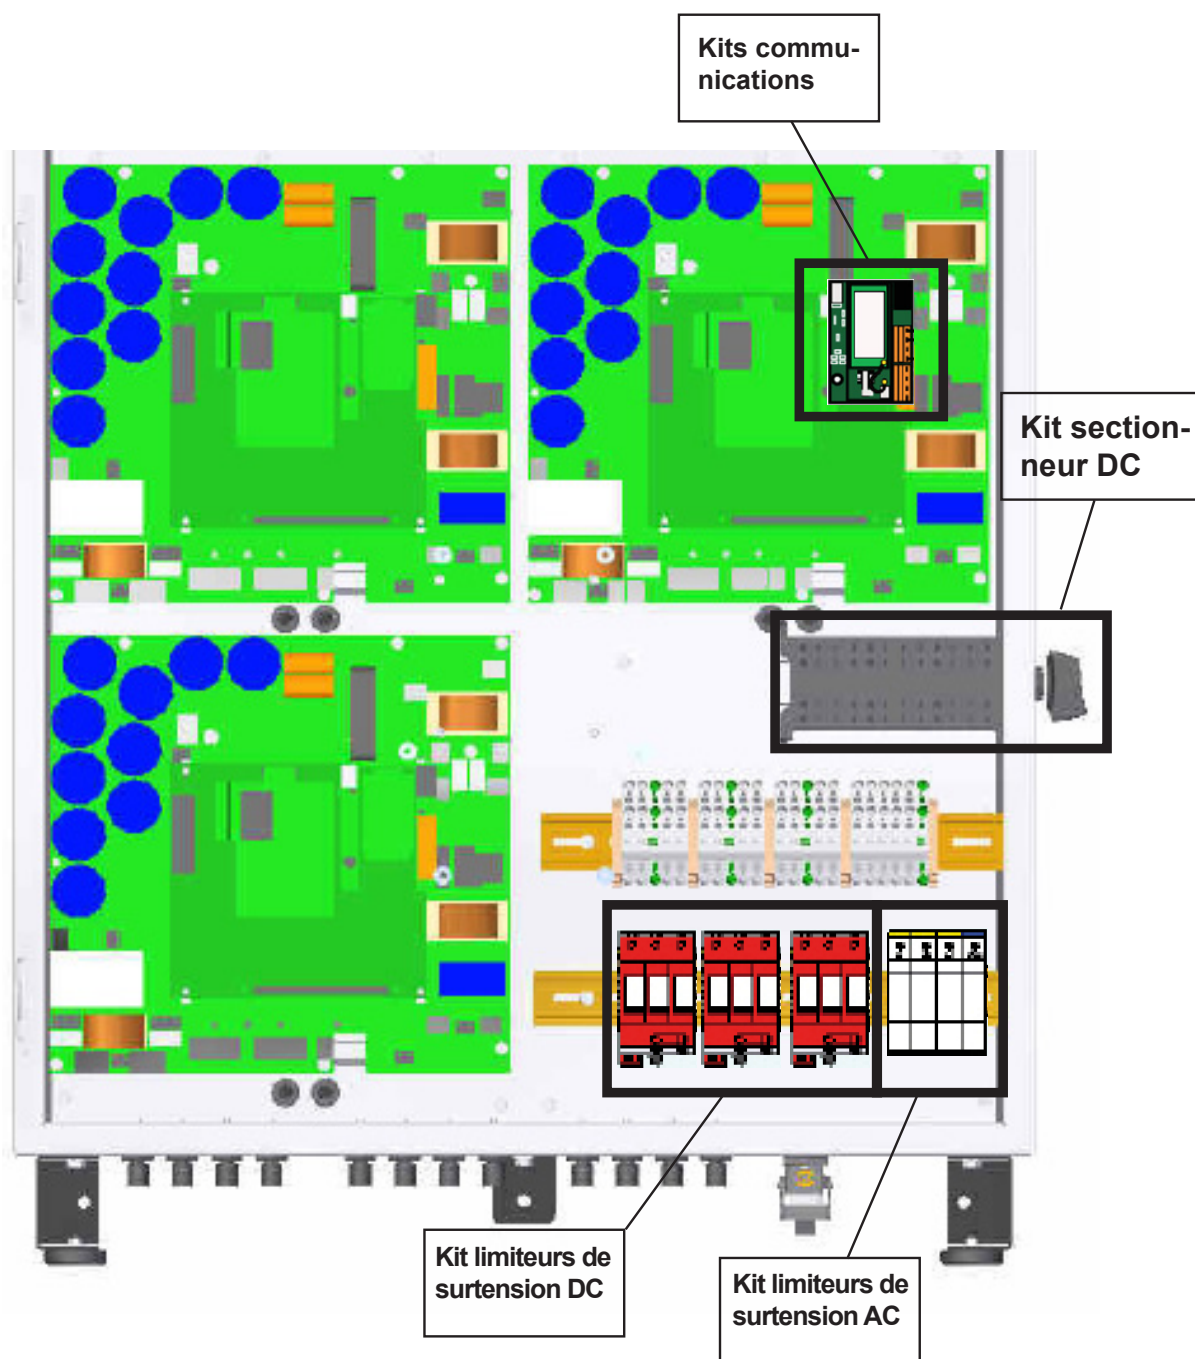 Kits commu-
nications
Kit section-
neur DC
Kit limiteurs de
surtension DC
Kit limiteurs de
surtension AC